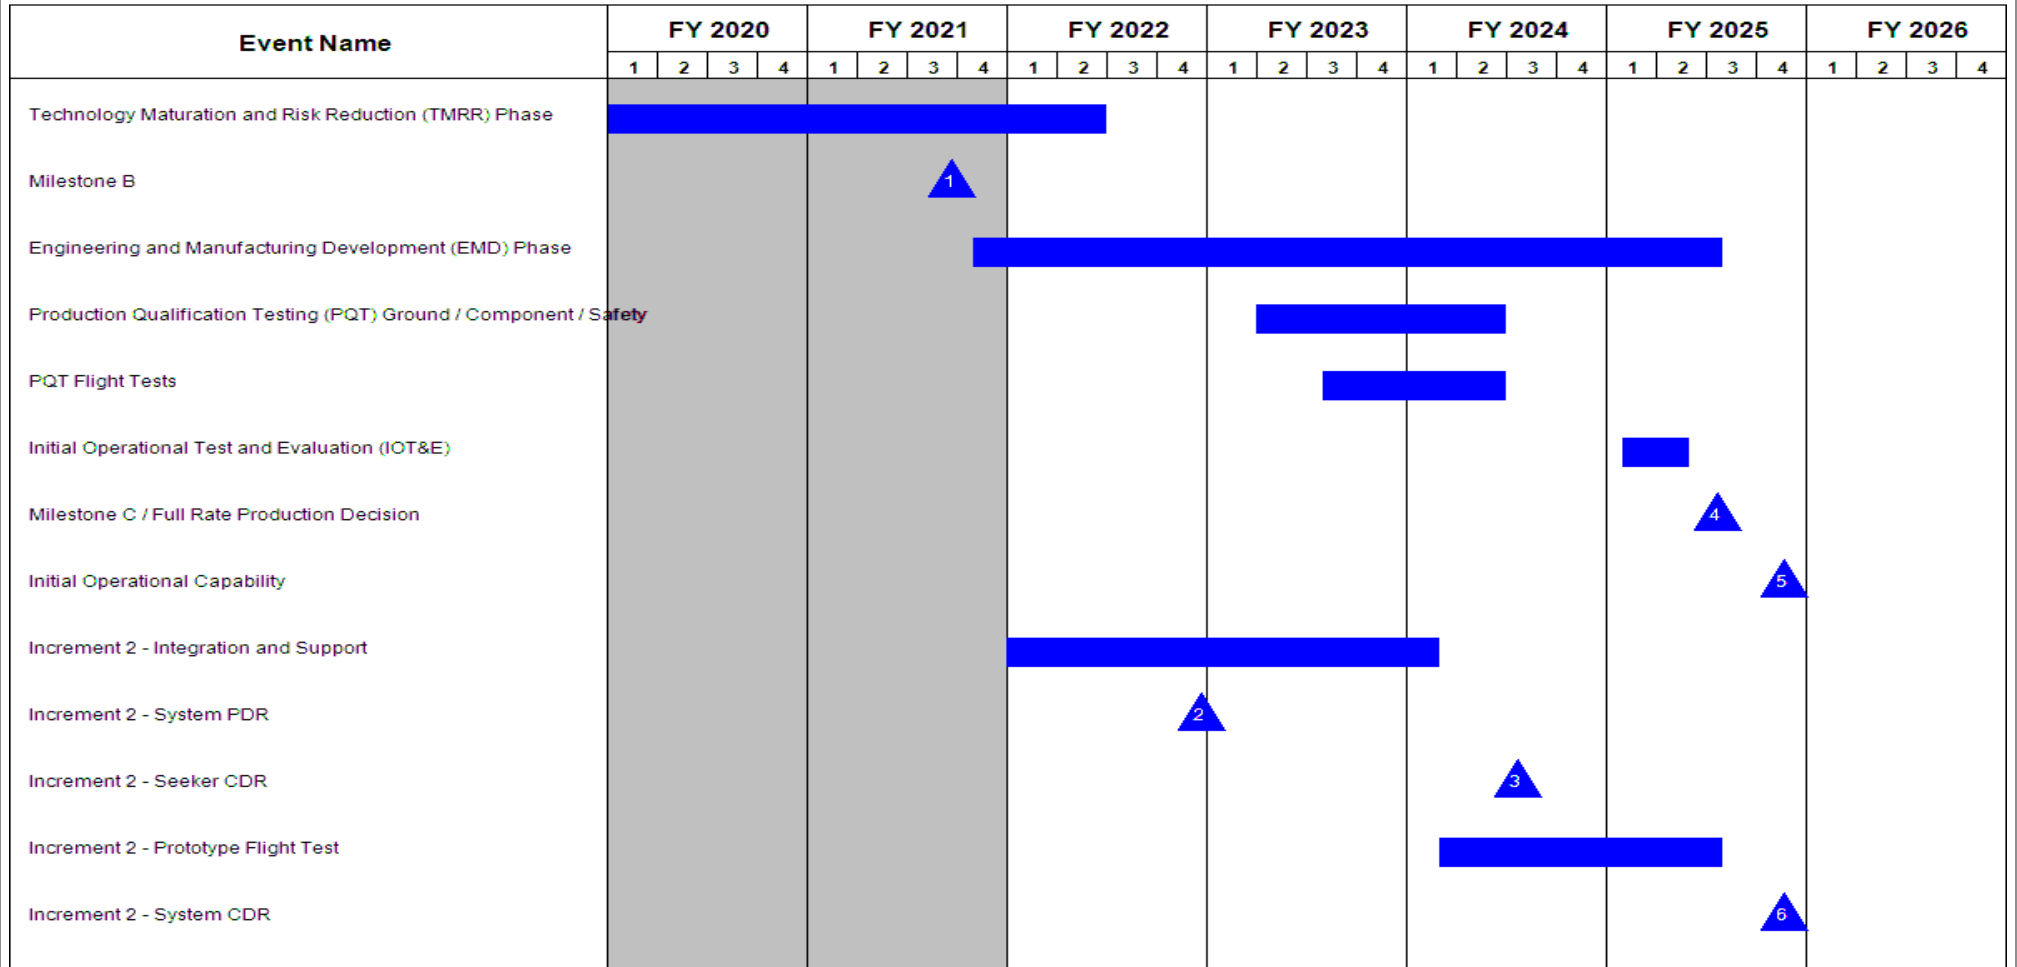 Event Name
FY 2020 FY 2021 FY 2022 FY 2023 FY 2024 FY 2025 FY 2026
1 2 3 4 1 2 3 4 1 2 3 4 1 2 3 4 1 2 3 4 1 2 3 4 1 2 3 4
Technology Maturation and Risk Reduction (TMRR) Phase
Milestone B
1
Engineering and Manufacturing Development (EMD) Phase
Production Qualification Testing (PQT) Ground / Component / Safety
PQT Flight Tests
Initial Operational Test and Evaluation (IOT&E)
Milestone C / Full Rate Production Decision
4
Initial Operational Capability
5
Increment 2 - Integration and Support
Increment 2 - System PDR
2
Increment 2 - Seeker CDR
3
Increment 2 - Prototype Flight Test
Increment 2 - System CDR
6